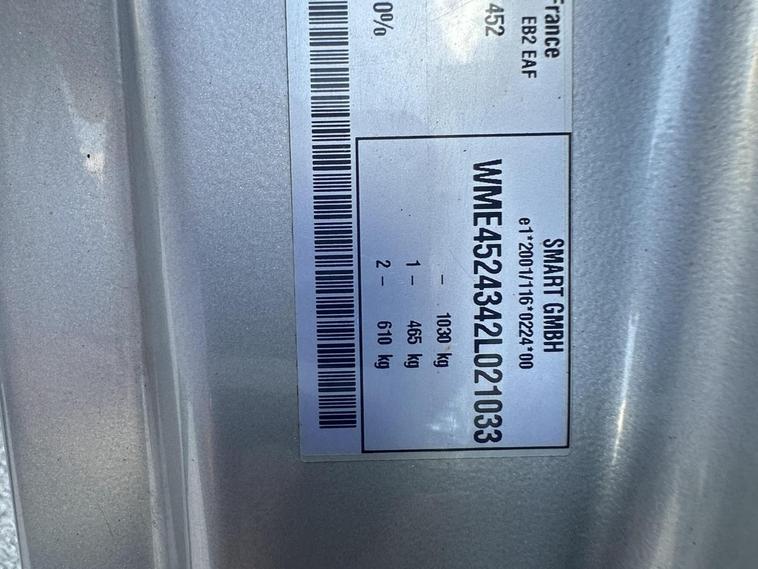 France
EB2 EAF
452
0%
SMART GMBH
e1*2001/116*0224*00
WME4524342L021033
- 1030 kg
1 - 465 kg
2 - 610 kg